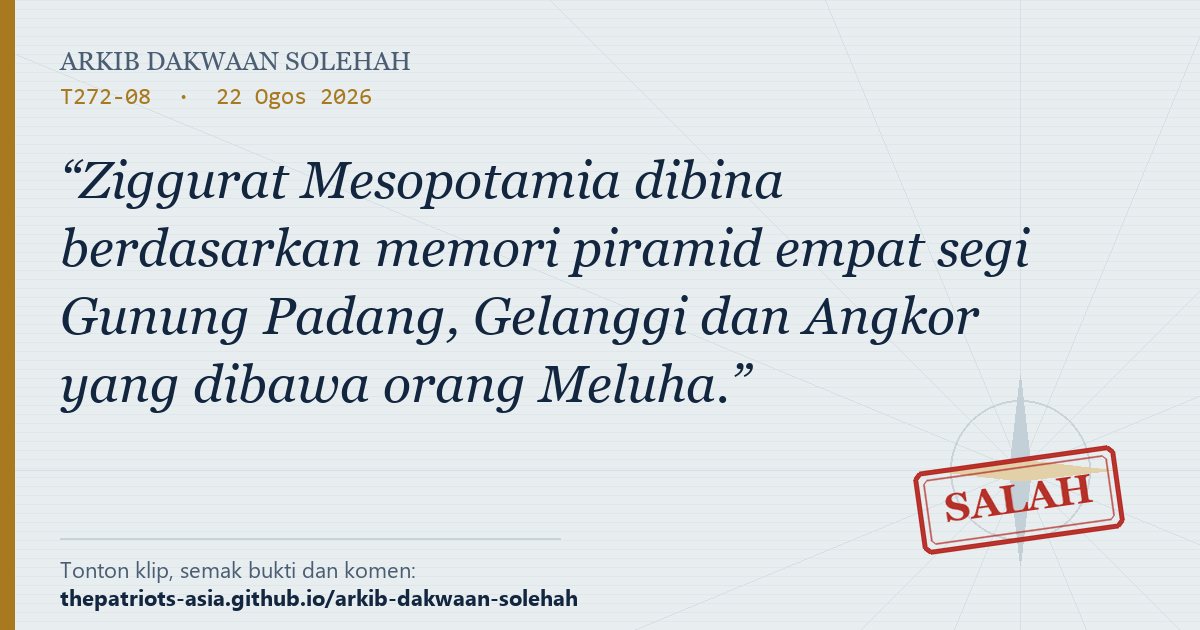 ARKIB DAKWAAN SOLEHAH
T272-08 · 22 Ogos 2026
“Ziggurat Mesopotamia dibina
berdasarkan memori piramid empat segi
Gunung Padang, Gelanggi dan Angkor
yang dibawa orang Meluha.”
SALAH
Tonton klip, semak bukti dan komen:
thepatriots-asia.github.io/arkib-dakwaan-solehah